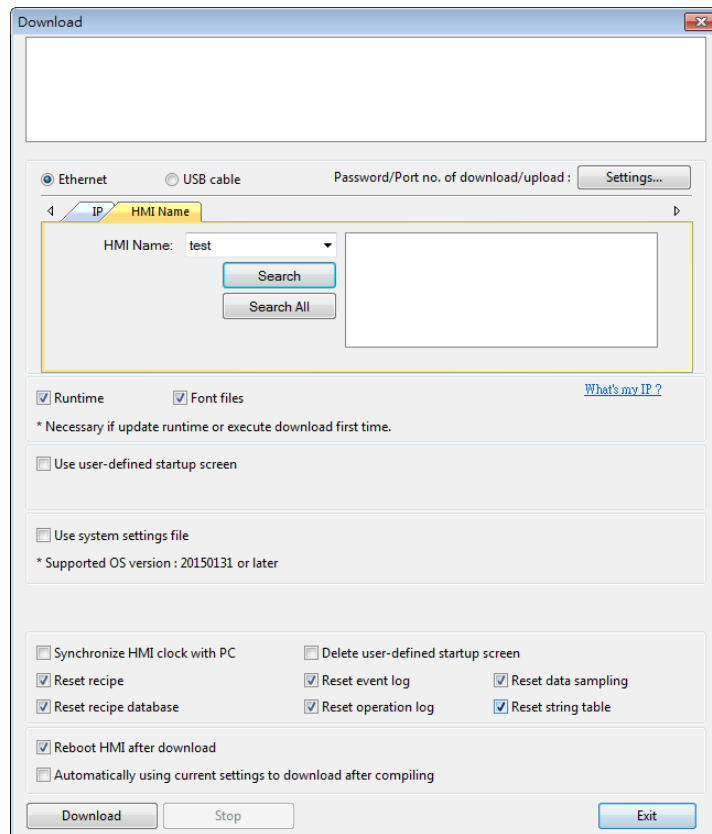 Download
Ethernet USB cable Password/Port no. of download/upload : Settings...
IP HMI Name
HMI Name: test
Search
Search All
Runtime Font files What's my IP ?
* Necessary if update runtime or execute download first time.
Use user-defined startup screen
Use system settings file
* Supported OS version : 20150131 or later
Synchronize HMI clock with PC Delete user-defined startup screen
Reset recipe Reset event log Reset data sampling
Reset recipe database Reset operation log Reset string table
Reboot HMI after download
Automatically using current settings to download after compiling
Download Stop Exit